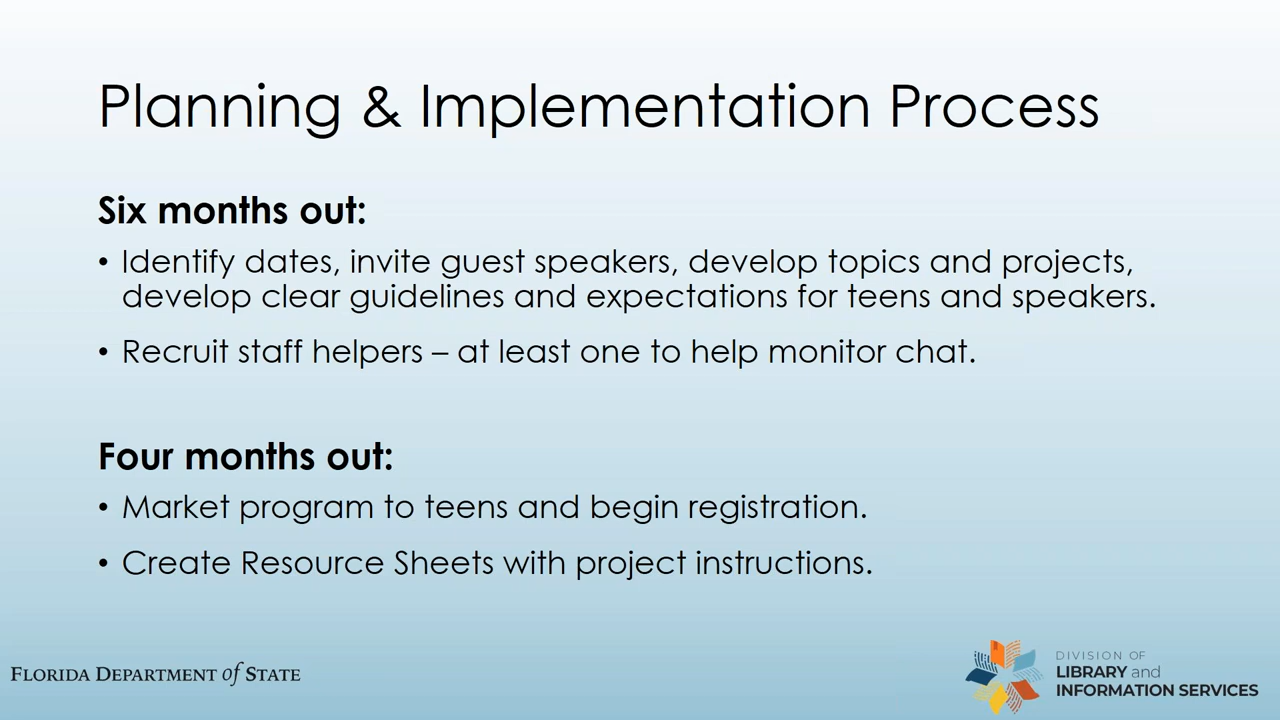 Planning & Implementation Process
Six months out:
• Identify dates, invite guest speakers, develop topics and projects,
develop clear guidelines and expectations for teens and speakers.
• Recruit staff helpers – at least one to help monitor chat.
Four months out:
• Market program to teens and begin registration.
• Create Resource Sheets with project instructions.
FLORIDA DEPARTMENT of STATE
DIVISION OF
LIBRARY and
INFORMATION SERVICES